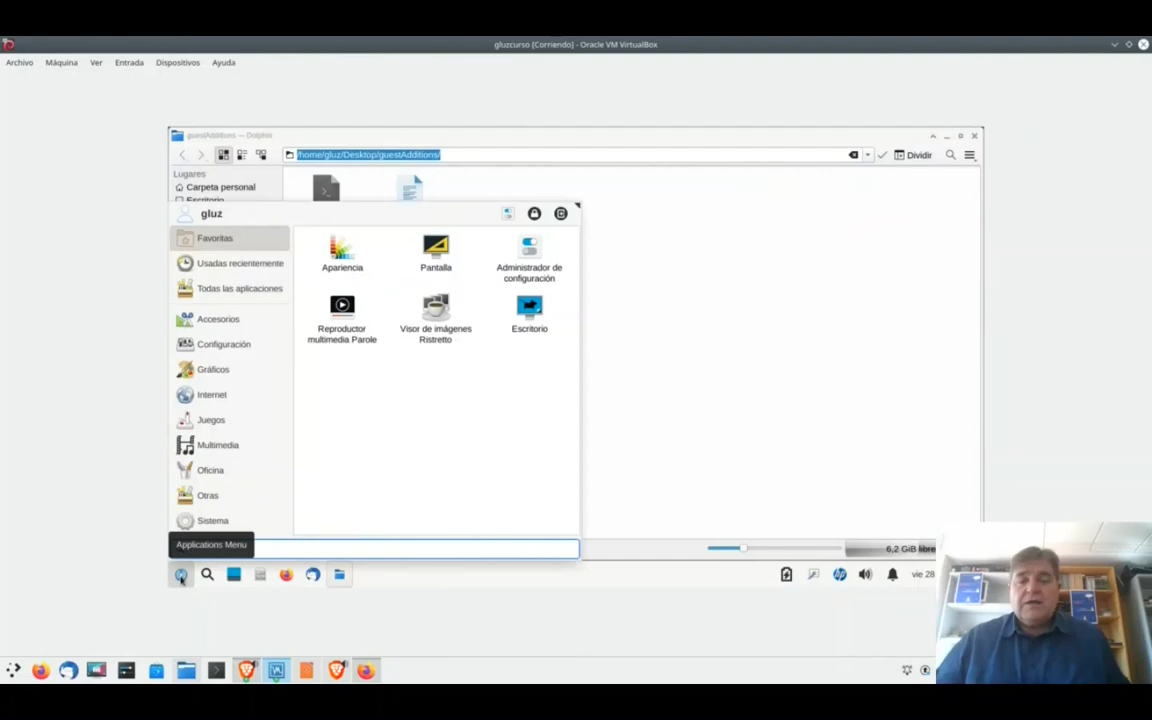 gluzcurso [Corriendo] - Oracle VM VirtualBox
Archivo Máquina Ver Entrada Dispositivos Ayuda
guestAdditions — Dolphin
/home/gluz/Desktop/guestAdditions/
Dividir
Lugares
Carpeta personal
Escritorio
gluz
Favoritas
Usadas recientemente
Todas las aplicaciones
Accesorios
Configuración
Gráficos
Internet
Juegos
Multimedia
Oficina
Otras
Sistema
Apariencia
Pantalla
Administrador de
configuración
Reproductor
multimedia Parole
Visor de imágenes
Ristretto
Escritorio
Applications Menu
6,2 GiB libre
vie 28